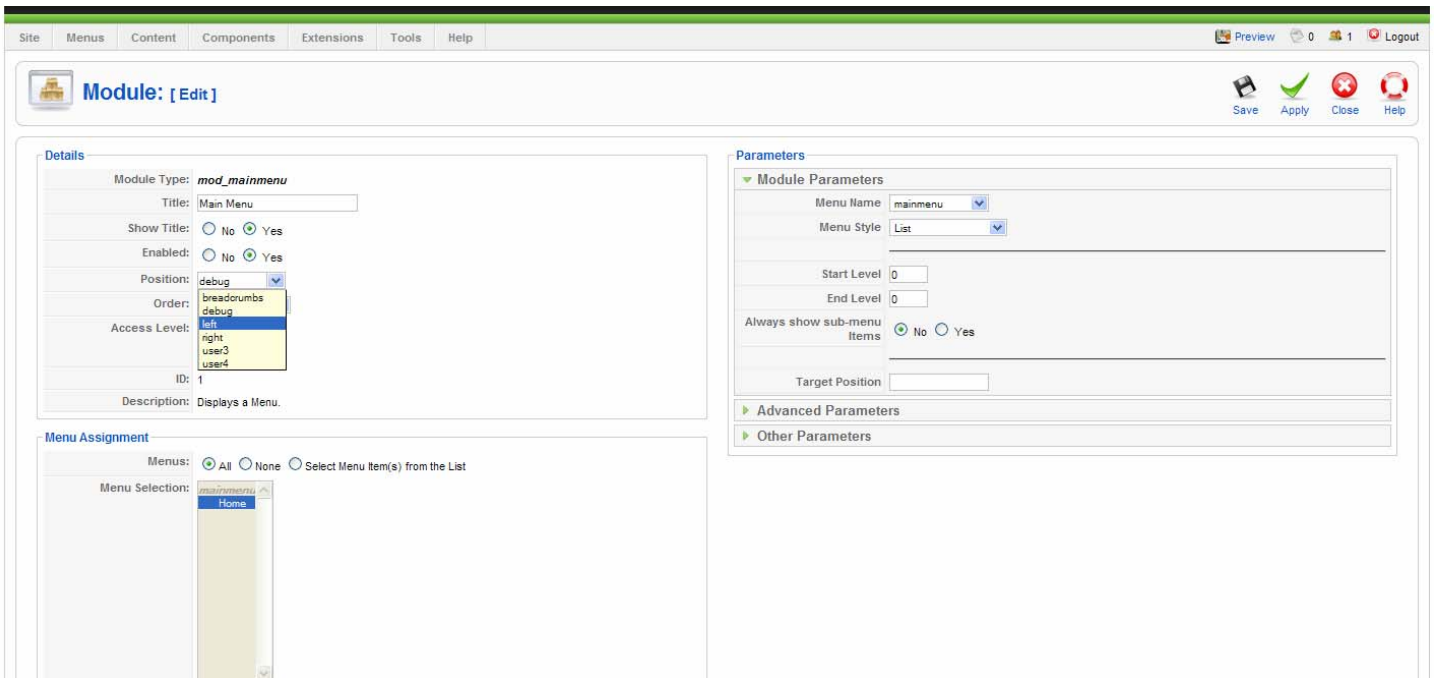 Site Menus Content Components Extensions Tools Help Preview 0 1 Logout
Module: [ Edit ]
Save Apply Close Help
Details
Module Type: mod_mainmenu
Title: Main Menu
Show Title: No Yes
Enabled: No Yes
Position: debug
breadcrumbs
debug
left
right
user3
user4
Order:
Access Level:
ID: 1
Description: Displays a Menu.
Menu Assignment
Menus: All None Select Menu Item(s) from the List
Menu Selection: mainmenu
Home
Parameters
Module Parameters
Menu Name mainmenu
Menu Style List
Start Level 0
End Level 0
Always show sub-menu
Items No Yes
Target Position
Advanced Parameters
Other Parameters